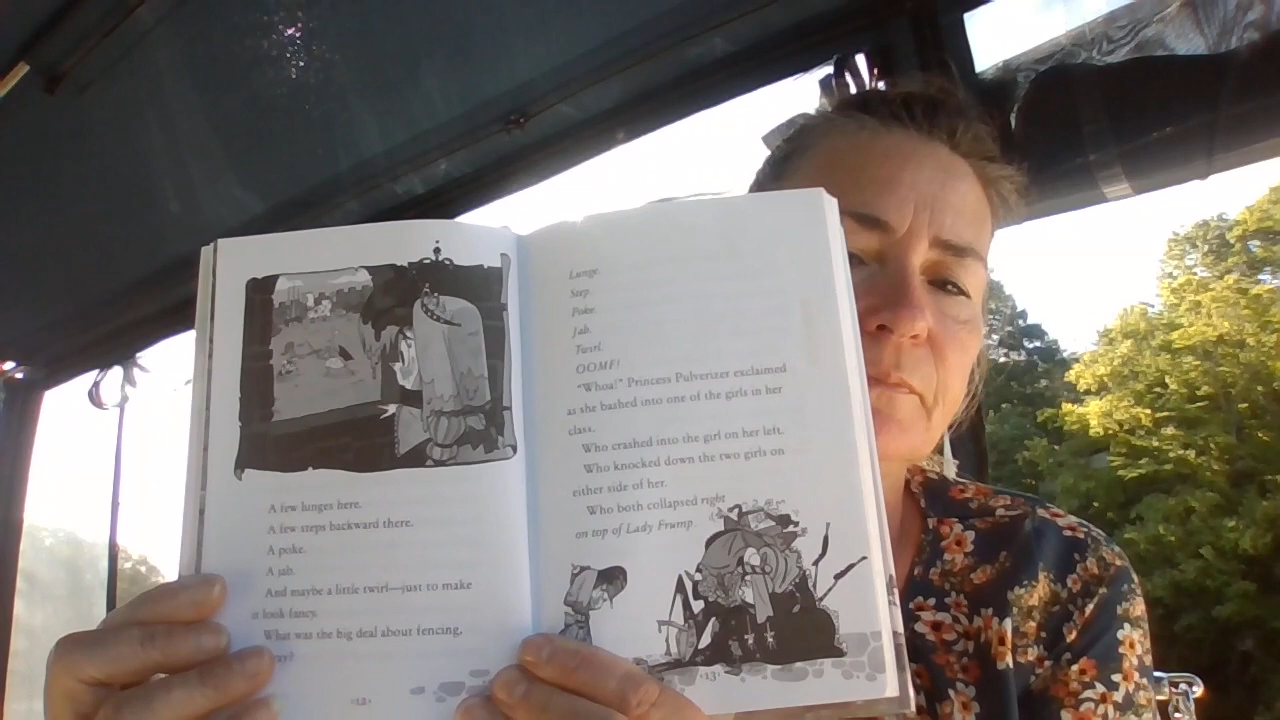 A few lunges here.
A few steps backward there.
A poke.
A jab.
And maybe a little twirl—just to make
it look fancy.
What was the big deal about fencing,
12
Lunge.
Step.
Poke.
Jab.
Twirl.
OOMF!
"Whoa!" Princess Pulverizer exclaimed
as she bashed into one of the girls in her
class.
Who crashed into the girl on her left.
Who knocked down the two girls on
either side of her.
Who both collapsed right
on top of Lady Frump.
13